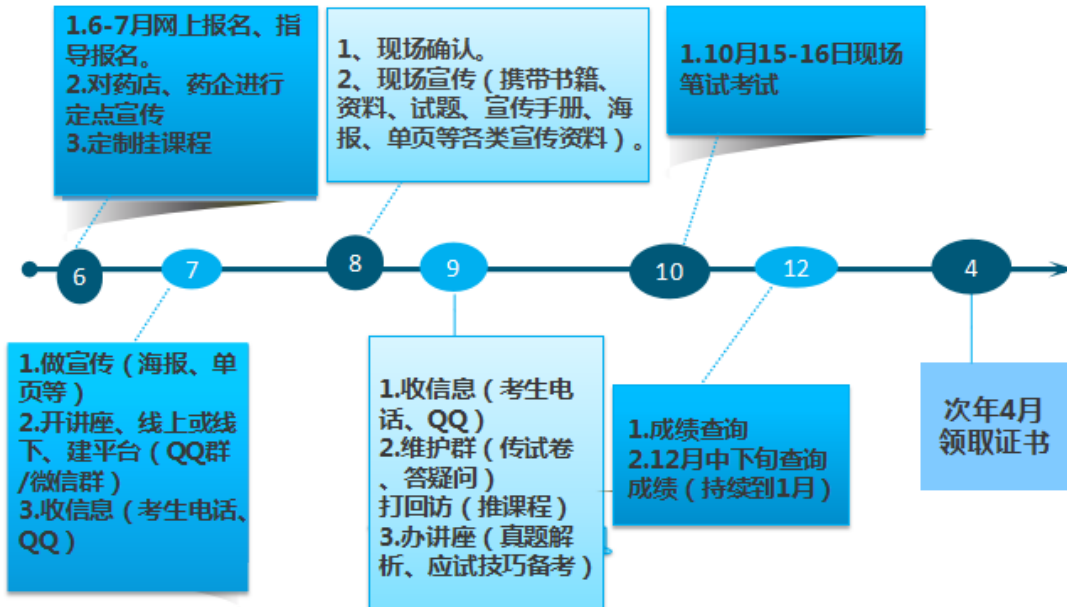 1.6-7月网上报名、指
导报名。
2.对药店、药企进行
定点宣传
3.定制挂课程
1、现场确认。
2、现场宣传（携带书籍、
资料、试题、宣传手册、海
报、单页等各类宣传资料）。
1.10月15-16日现场
笔试考试
6
7
8
9
10
12
4
1.做宣传（海报、单
页等）
2.开讲座、线上或线
下、建平台（QQ群
/微信群）
3.收信息（考生电话、
QQ）
1.收信息（考生电
话、QQ）
2.维护群（传试卷
、答疑问）
打回访（推课程）
3.办讲座（真题解
析、应试技巧备考）
1.成绩查询
2.12月中下旬查询
成绩（持续到1月）
次年4月
领取证书